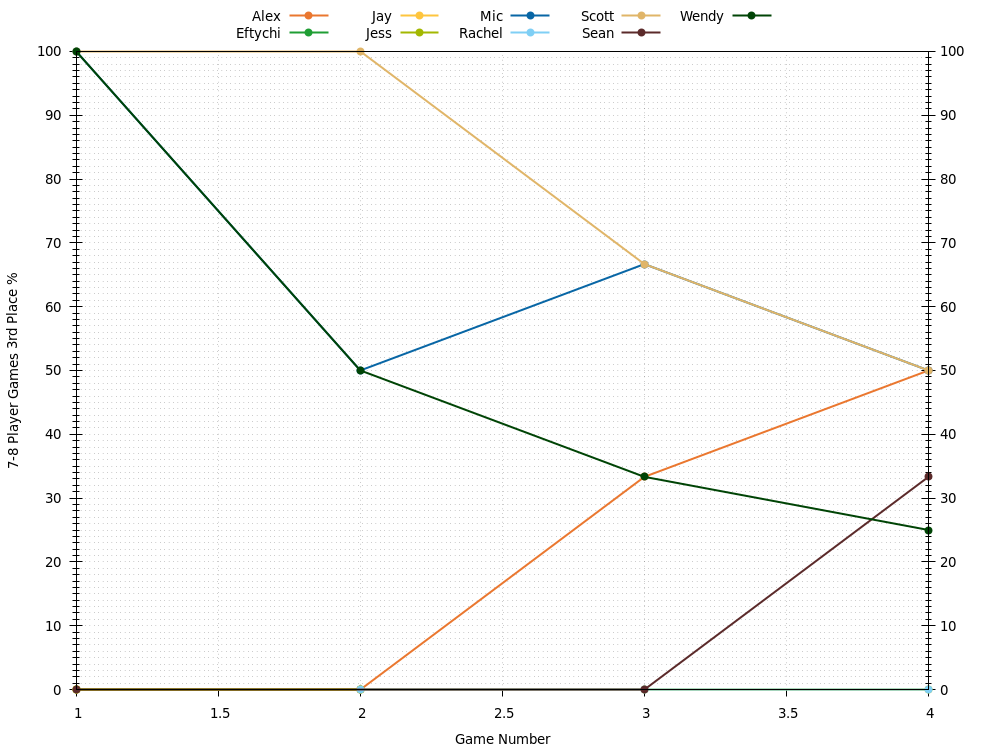 Alex Jay Mic Scott Wendy
Eftychi Jess Rachel Sean
100 100
90 90
80 80
70 70
60 60
50 50
40 40
30 30
20 20
10 10
0 0
7-8 Player Games 3rd Place %
1 1.5 2 2.5 3 3.5 4
Game Number